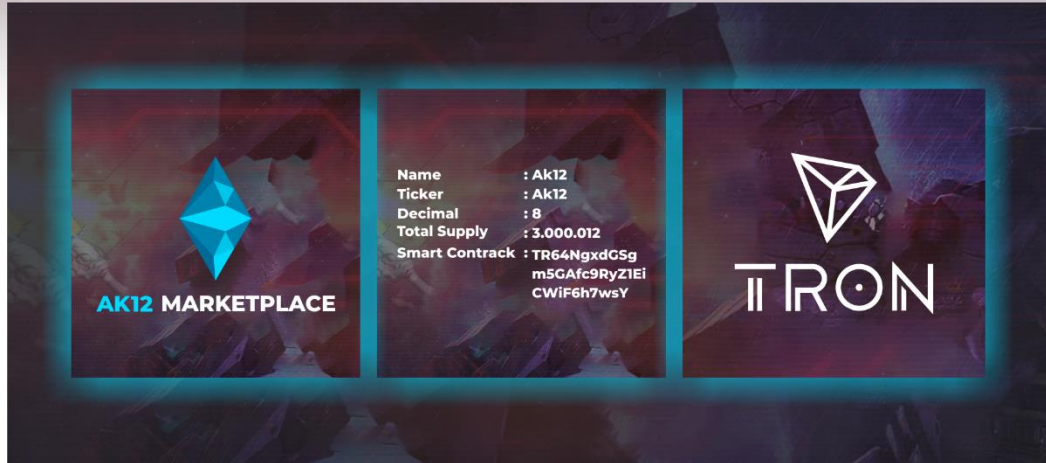 AK12 MARKETPLACE
Name : Ak12
Ticker : Ak12
Decimal : 8
Total Supply : 3.000.012
Smart Contrack : TR64NgxdGSg
m5GAfc9RyZ1Ei
CWiF6h7wsY
TRON